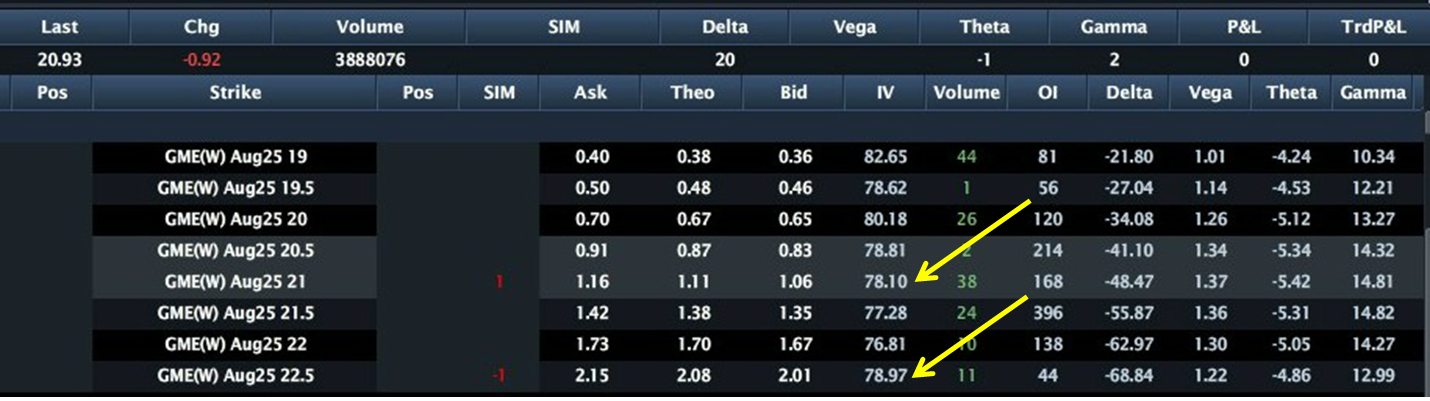 Last Chg Volume SIM Delta Vega Theta Gamma P&L TrdP&L
20.93 -0.92 3888076 20 -1 2 0 0
Pos Strike Pos SIM Ask Theo Bid IV Volume OI Delta Vega Theta Gamma
GME(W) Aug25 19 0.40 0.38 0.36 82.65 44 81 -21.80 1.01 -4.24 10.34
GME(W) Aug25 19.5 0.50 0.48 0.46 78.62 1 56 -27.04 1.14 -4.53 12.21
GME(W) Aug25 20 0.70 0.67 0.65 80.18 26 120 -34.08 1.26 -5.12 13.27
GME(W) Aug25 20.5 0.91 0.87 0.83 78.81 2 214 -41.10 1.34 -5.34 14.32
GME(W) Aug25 21 1 1.16 1.11 1.06 78.10 38 168 -48.47 1.37 -5.42 14.81
GME(W) Aug25 21.5 1.42 1.38 1.35 77.28 24 396 -55.87 1.36 -5.31 14.82
GME(W) Aug25 22 1.73 1.70 1.67 76.81 10 138 -62.97 1.30 -5.05 14.27
GME(W) Aug25 22.5 -1 2.15 2.08 2.01 78.97 11 44 -68.84 1.22 -4.86 12.99